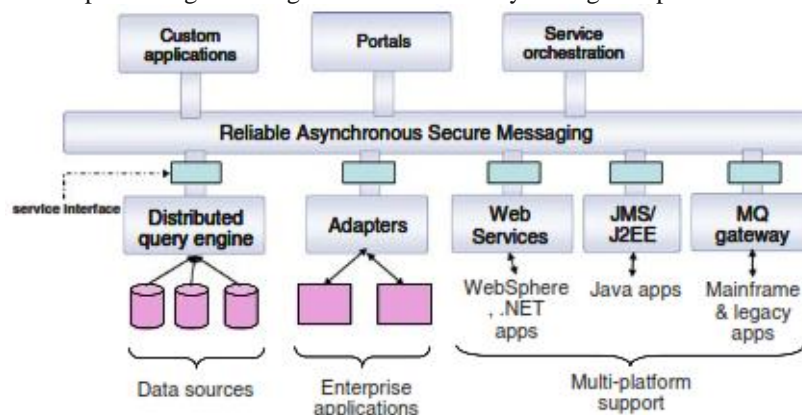 Custom
applications
Portals
Service
orchestration
Reliable Asynchronous Secure Messaging
service interface
Distributed
query engine
Adapters
Web
Services
JMS/
J2EE
MQ
gateway
WebSphere
, .NET
apps
Java apps
Mainframe
& legacy
apps
Data sources
Enterprise
applications
Multi-platform
support